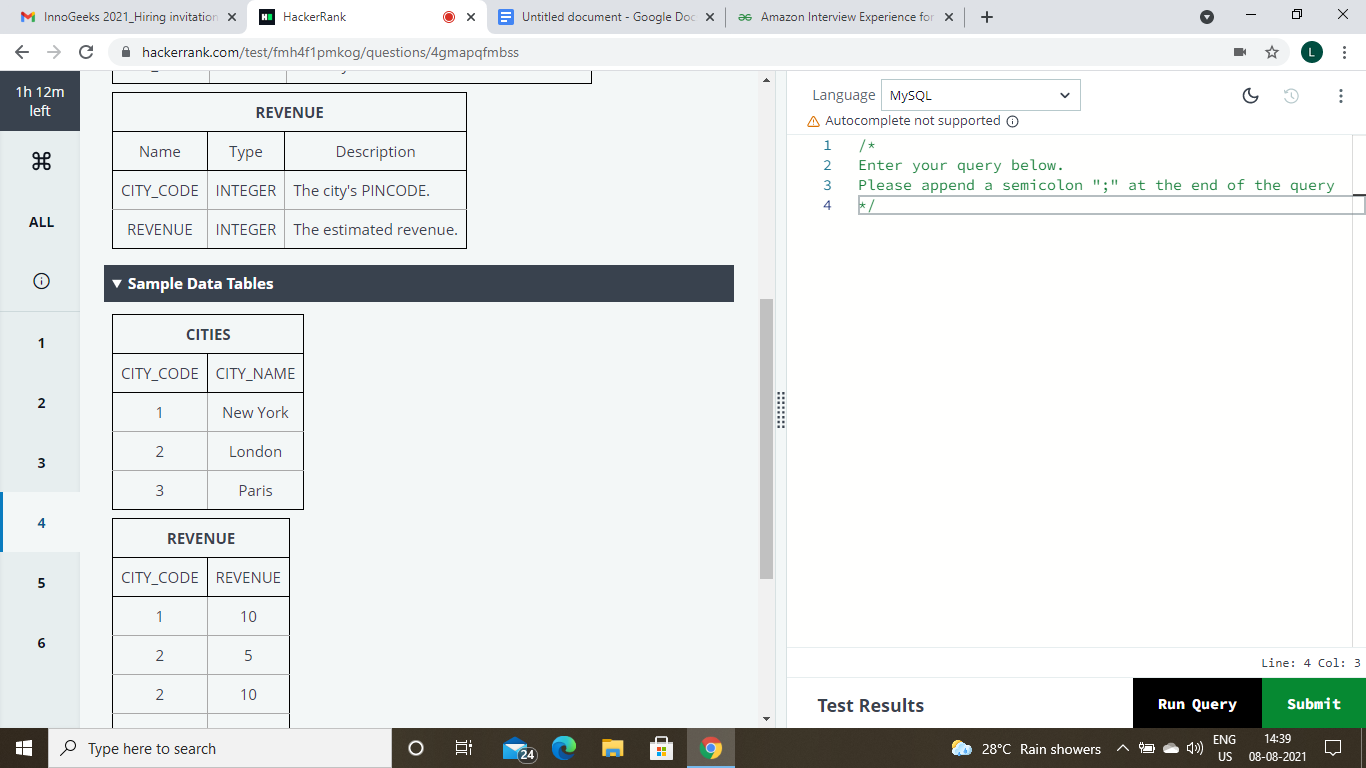 InnoGeeks 2021_Hiring invitation
HackerRank
Untitled document - Google Doc
Amazon Interview Experience for
hackerrank.com/test/fmh4f1pmkog/questions/4gmapqfmbss
L
1h 12m
left
ALL
1
2
3
4
5
6
REVENUE
Name Type Description
CITY_CODE INTEGER The city's PINCODE.
REVENUE INTEGER The estimated revenue.
Sample Data Tables
CITIES
CITY_CODE CITY_NAME
1 New York
2 London
3 Paris
REVENUE
CITY_CODE REVENUE
1 10
2 5
2 10
Language MySQL
Autocomplete not supported
1 /*
2 Enter your query below.
3 Please append a semicolon ";" at the end of the query
4 */
Line: 4 Col: 3
Test Results
Run Query
Submit
Type here to search
24
28°C Rain showers
ENG
US
14:39
08-08-2021